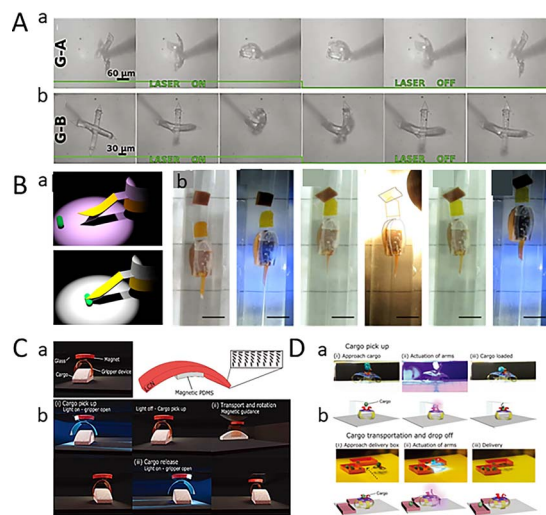 A
a
G-A
60 µm
LASER ON
LASER OFF
b
G-B
30 µm
LASER ON
LASER OFF
B
a
b
C
a
Glass
Magnet
Cargo
Gripper device
LCN
Magnetic PDMS
b
(i) Cargo pick up
Light on - gripper open
Light off - Cargo pick up
(ii) Transport and rotation
Magnetic guidance
(iii) Cargo release
Light on - gripper open
D
a
Cargo pick up
(i) Approach cargo
(ii) Actuation of arms
(iii) Cargo loaded
Cargo
b
Cargo transportation and drop off
(i) Approach delivery box
(ii) Actuation of arms
(iii) Delivery
Cargo